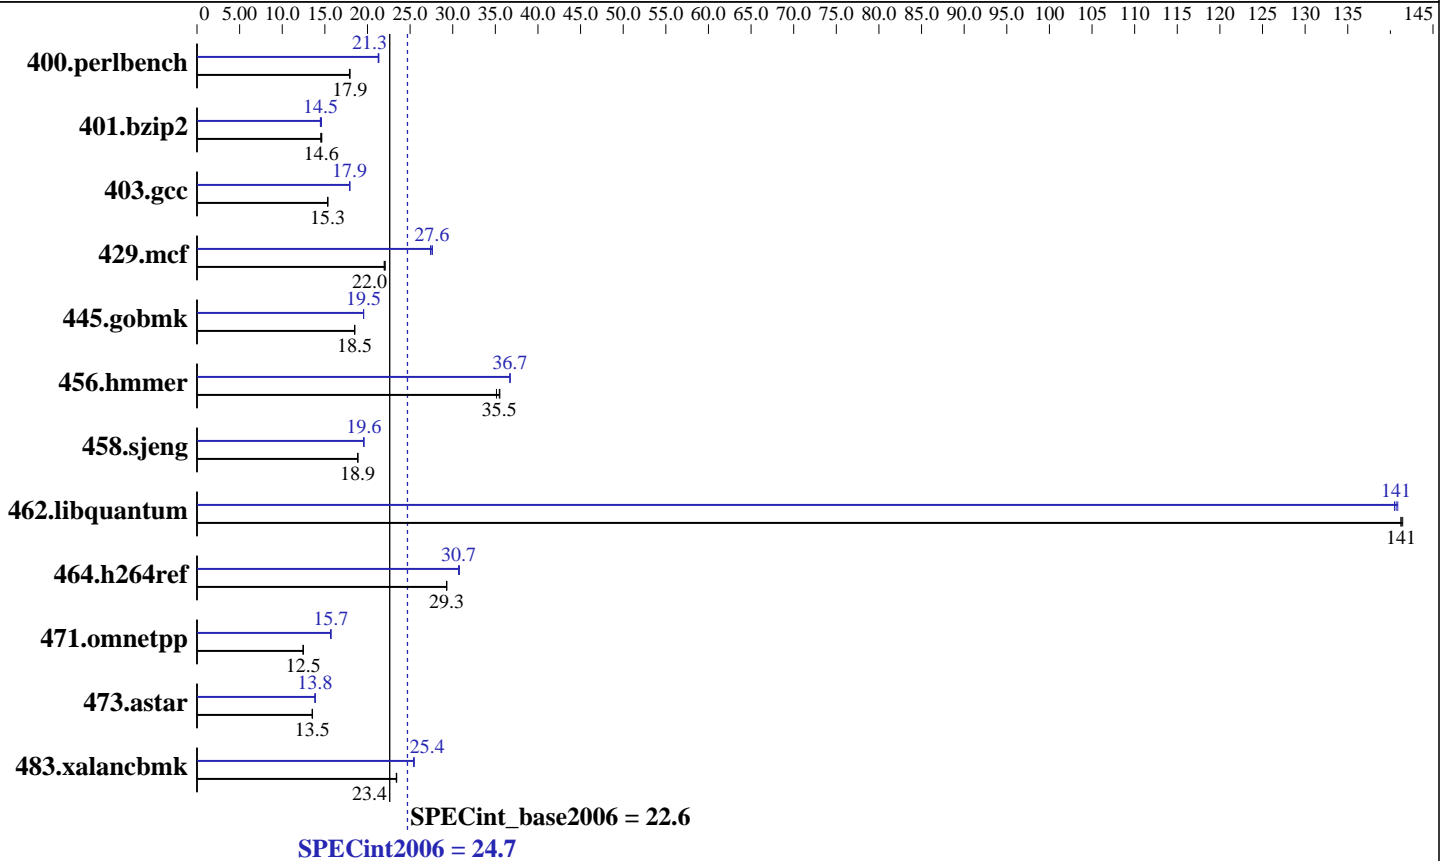 0 5.00 10.0 15.0 20.0 25.0 30.0 35.0 40.0 45.0 50.0 55.0 60.0 65.0 70.0 75.0 80.0 85.0 90.0 95.0 100 105 110 115 120 125 130 135 145
21.3
400.perlbench
17.9
14.5
401.bzip2
14.6
17.9
403.gcc
15.3
27.6
429.mcf
22.0
19.5
445.gobmk
18.5
36.7
456.hmmer
35.5
19.6
458.sjeng
18.9
141
462.libquantum
141
30.7
464.h264ref
29.3
15.7
471.omnetpp
12.5
13.8
473.astar
13.5
25.4
483.xalancbmk
23.4
SPECint_base2006 = 22.6
SPECint2006 = 24.7